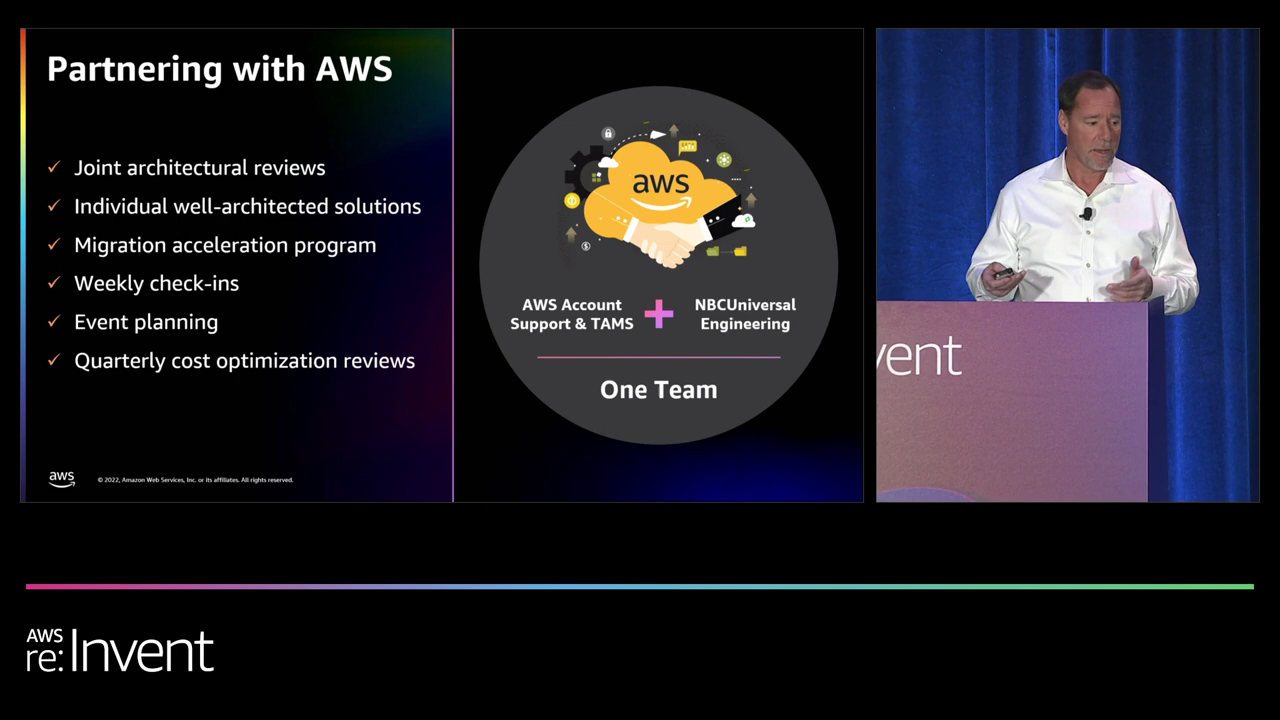 Partnering with AWS
✓ Joint architectural reviews
✓ Individual well-architected solutions
✓ Migration acceleration program
✓ Weekly check-ins
✓ Event planning
✓ Quarterly cost optimization reviews
aws
© 2022, Amazon Web Services, Inc. or its affiliates. All rights reserved.
aws
AWS Account
Support & TAMS
+
NBCUniversal
Engineering
One Team
vent
AWS
re:Invent